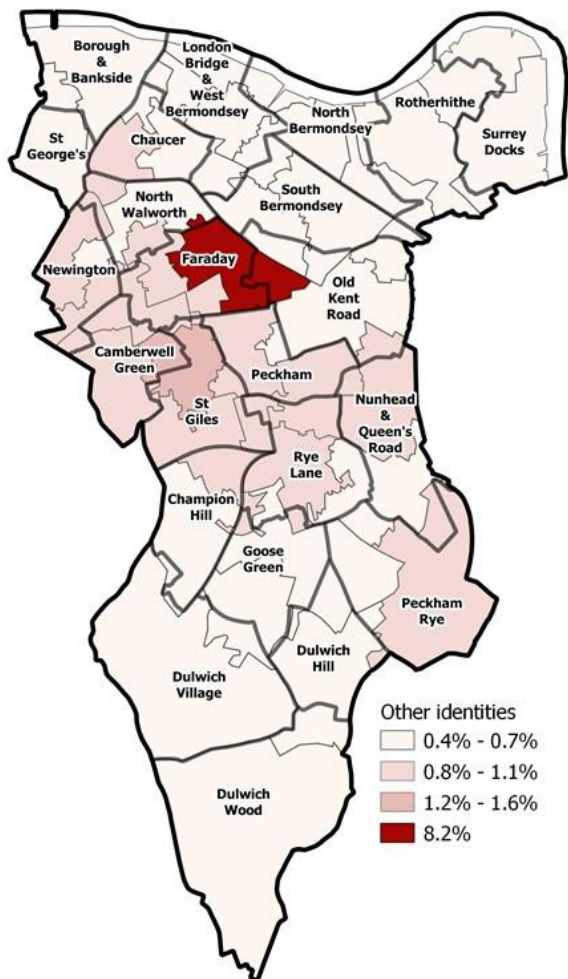 Borough
&
Bankside
London
Bridge
&
West
Bermondsey
North
Bermondsey
Rotherhithe
Surrey
Docks
St
George's
Chaucer
South
Bermondsey
North
Walworth
Newington
Faraday
Old
Kent
Road
Camberwell
Green
Peckham
St
Giles
Nunhead
&
Queen's
Road
Rye
Lane
Champion
Hill
Goose
Green
Peckham
Rye
Dulwich
Village
Dulwich
Hill
Dulwich
Wood
Other identities
0.4% - 0.7%
0.8% - 1.1%
1.2% - 1.6%
8.2%